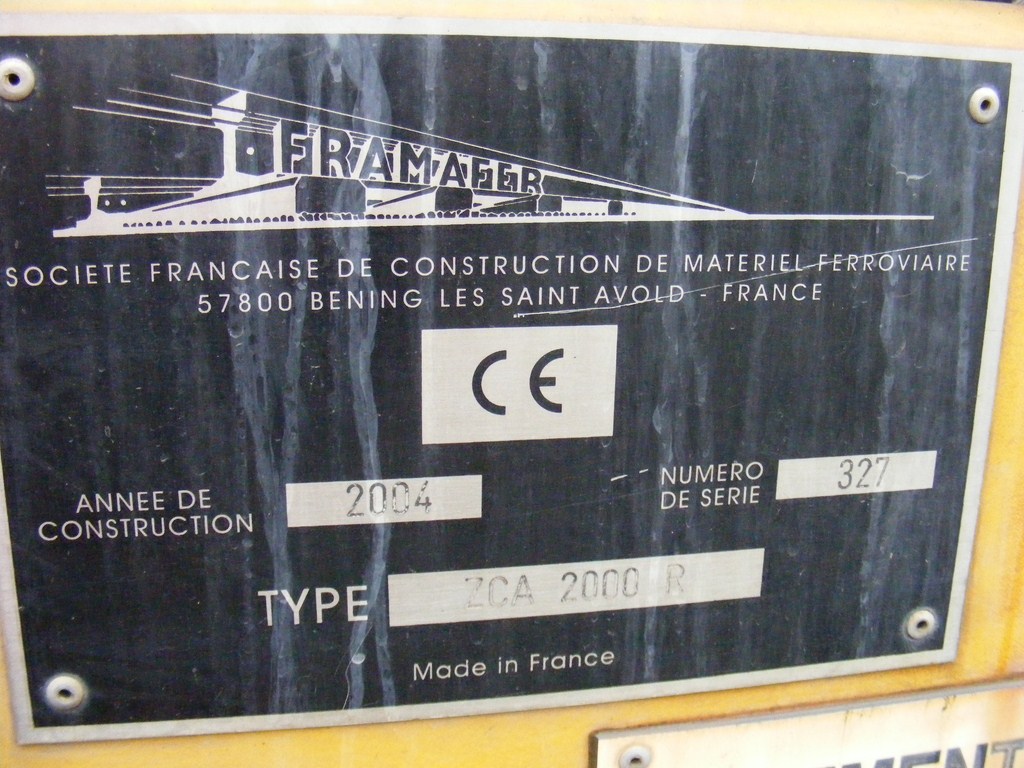 FRAMAFER
SOCIETE FRANCAISE DE CONSTRUCTION DE MATERIEL FERROVIAIRE
57800 BENING LES SAINT AVOLD - FRANCE
CE
ANNEE DE CONSTRUCTION 2004
NUMERO DE SERIE 327
TYPE ZCA 2000 R
Made in France